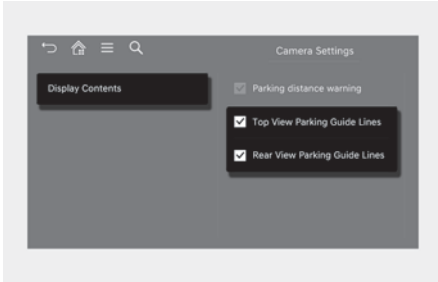 Camera Settings
Display Contents
Parking distance warning
Top View Parking Guide Lines
Rear View Parking Guide Lines